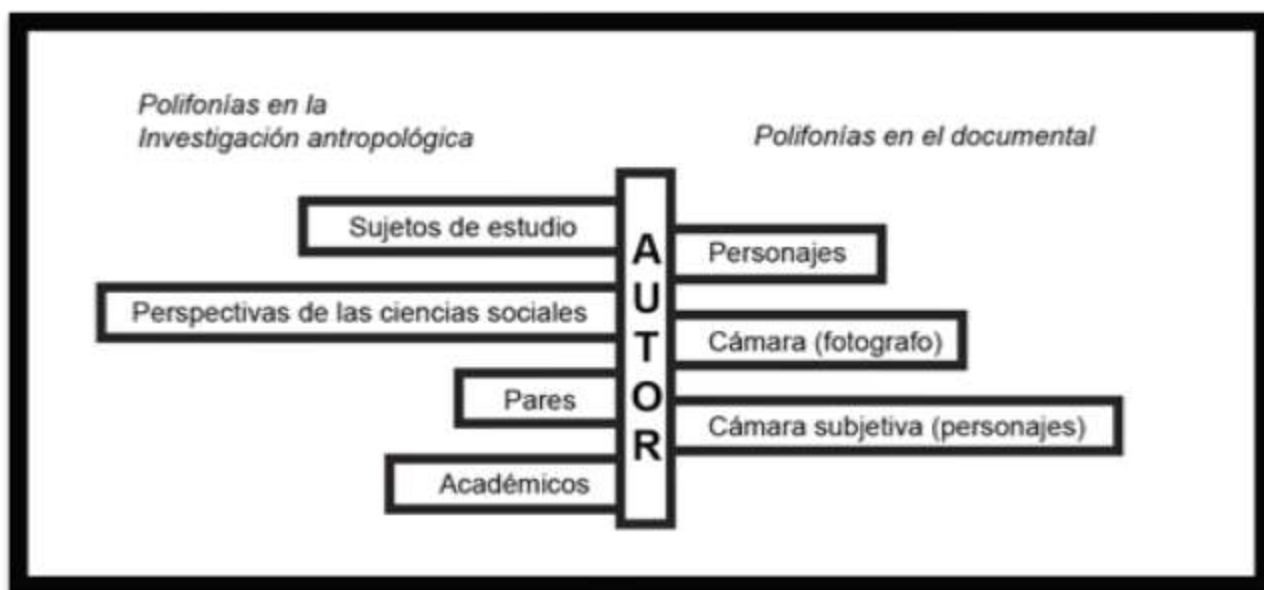 Polifonías en la
Investigación antropológica
Polifonías en el documental
Sujetos de estudio
Perspectivas de las ciencias sociales
Pares
Académicos
AUTOR
Personajes
Cámara (fotografo)
Cámara subjetiva (personajes)